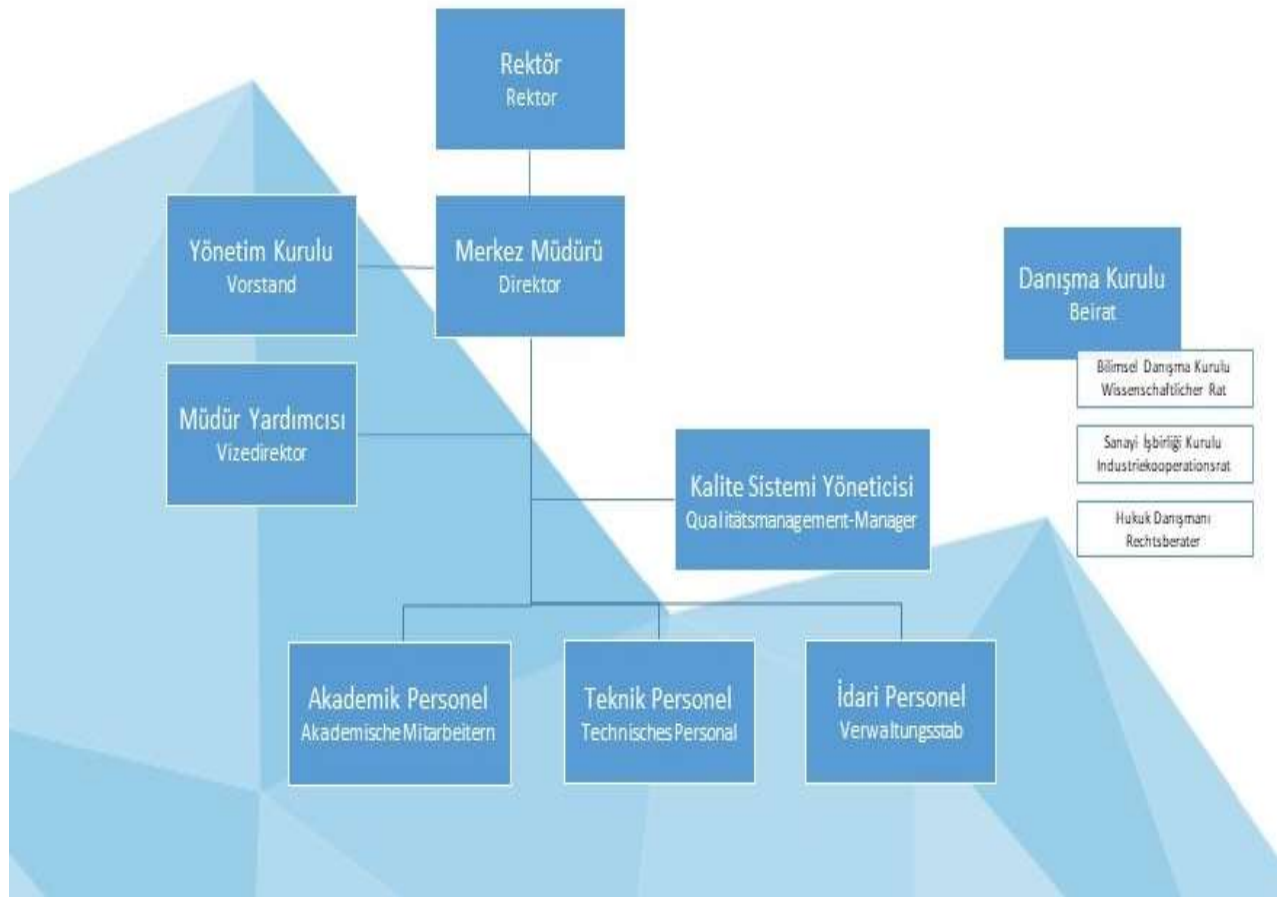 Rektör
Rektor
Yönetim Kurulu
Vorstand
Merkez Müdürü
Direktor
Danışma Kurulu
Beirat
Bilimsel Danışma Kurulu
Wissenschaftlicher Rat
Müdür Yardımcısı
Vizedirektor
Sanayi İşbirliği Kurulu
Industriekooperationsrat
Kalite Sistemi Yöneticisi
Qualitätsmanagement-Manager
Hukuk Danışmanı
Rechtsberater
Akademik Personel
Akademische Mitarbeitern
Teknik Personel
Technisches Personal
İdari Personel
Verwaltungsstab